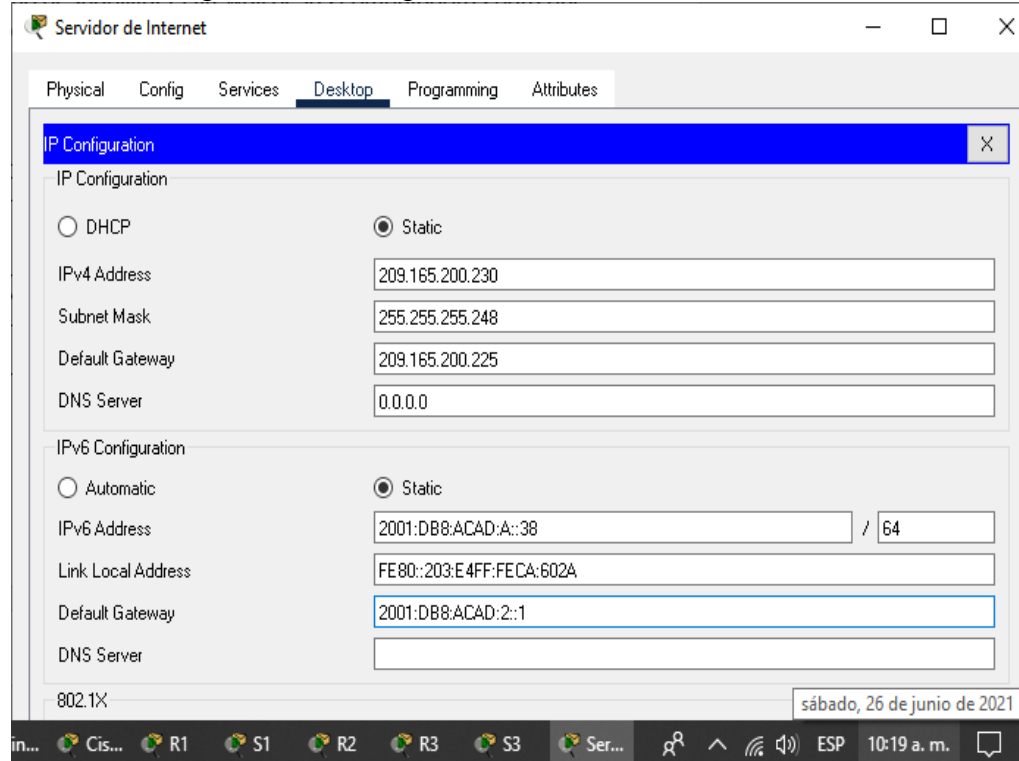 Servidor de Internet
Physical Config Services Desktop Programming Attributes
IP Configuration X
IP Configuration
DHCP Static
IPv4 Address 209.165.200.230
Subnet Mask 255.255.255.248
Default Gateway 209.165.200.225
DNS Server 0.0.0.0
IPv6 Configuration
Automatic Static
IPv6 Address 2001:DB8:ACAD:A::38 / 64
Link Local Address FE80::203:E4FF:FECA:602A
Default Gateway 2001:DB8:ACAD:2::1
DNS Server
802.1X
sábado, 26 de junio de 2021
in... Cis... R1 S1 R2 R3 S3 Ser... ESP 10:19 a. m.